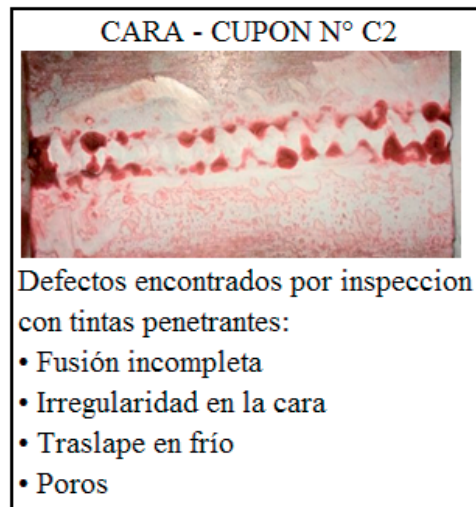 CARA - CUPON N° C2
Defectos encontrados por inspeccion
con tintas penetrantes:
• Fusión incompleta
• Irregularidad en la cara
• Traslape en frío
• Poros